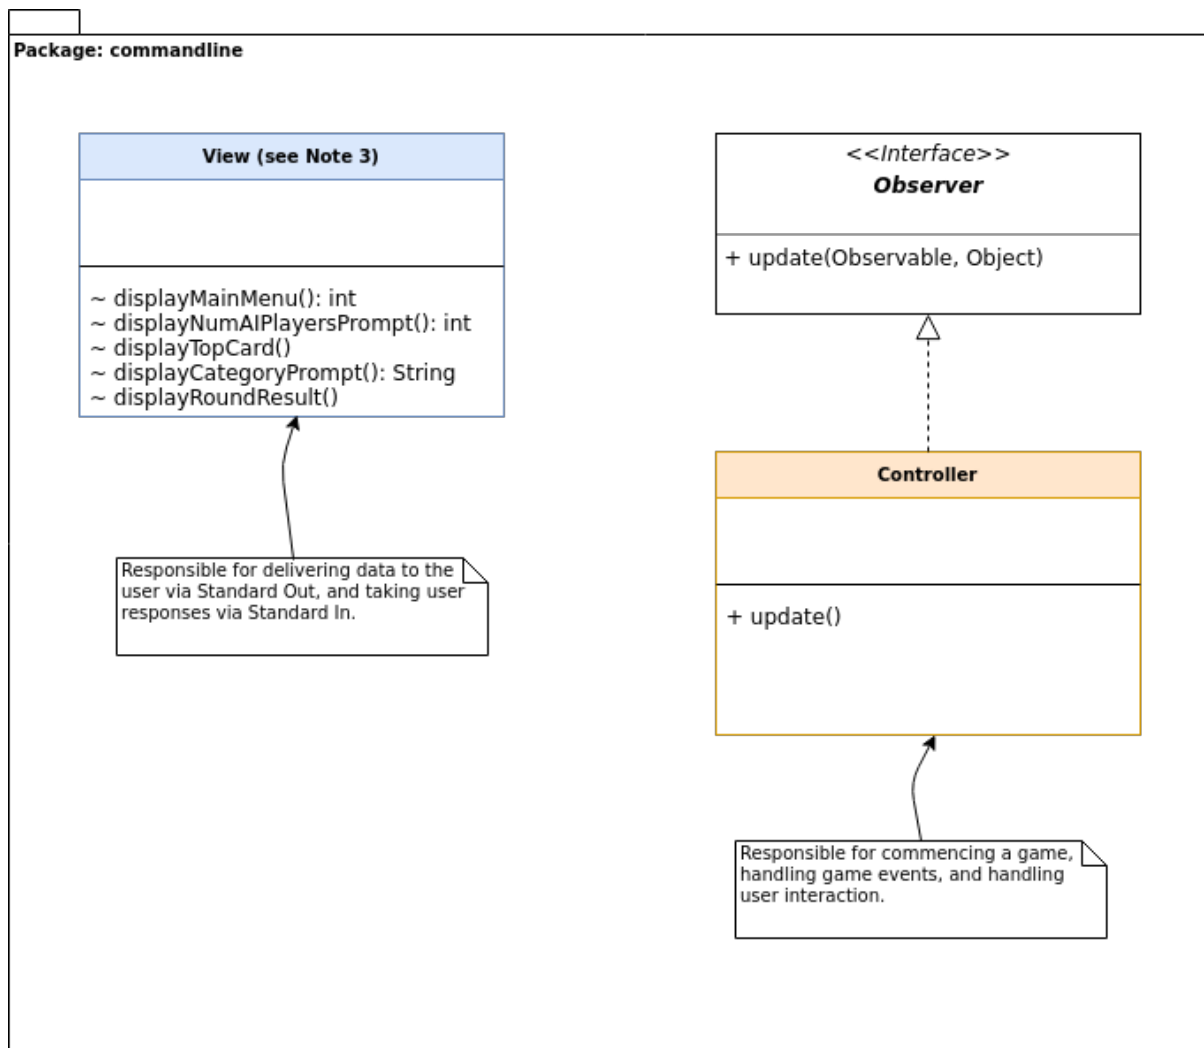 Package: commandline
View (see Note 3)
~ displayMainMenu(): int
~ displayNumAIPlayersPrompt(): int
~ displayTopCard()
~ displayCategoryPrompt(): String
~ displayRoundResult()
Responsible for delivering data to the
user via Standard Out, and taking user
responses via Standard In.
<<Interface>>
Observer
+ update(Observable, Object)
Controller
+ update()
Responsible for commencing a game,
handling game events, and handling
user interaction.